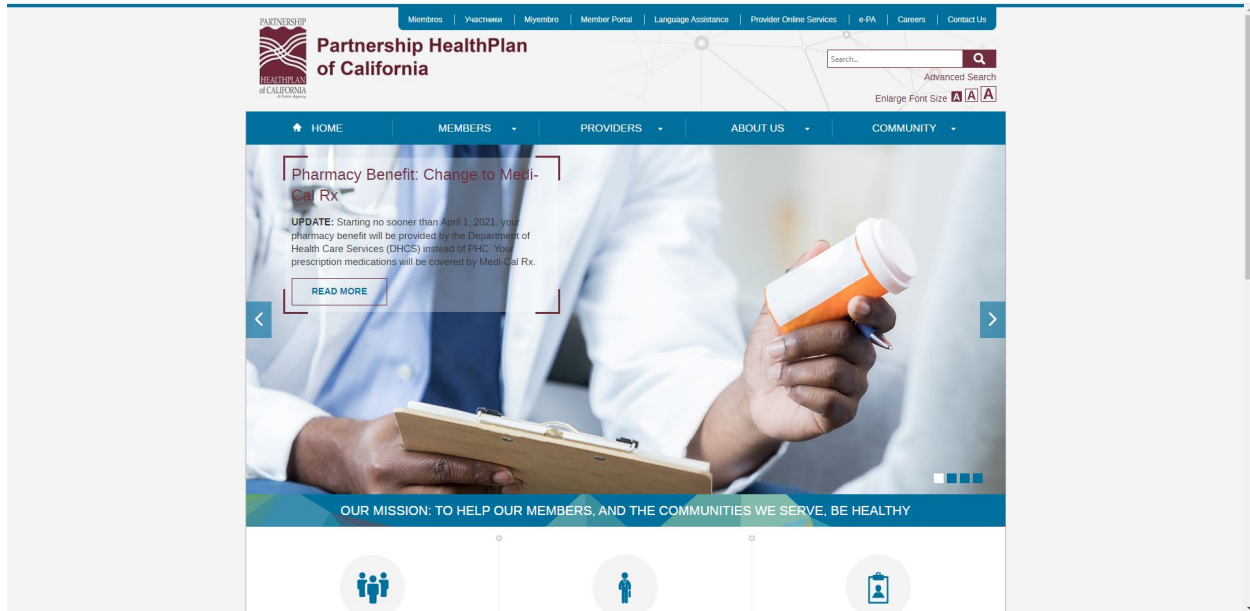 Miembros | Участники | Miyembro | Member Portal | Language Assistance | Provider Online Services | e-PA | Careers | Contact Us
PARTNERSHIP
HEALTHPLAN
of CALIFORNIA
A Public Agency
Partnership HealthPlan
of California
Search...
Advanced Search
Enlarge Font Size A A A
HOME
MEMBERS
PROVIDERS
ABOUT US
COMMUNITY
Pharmacy Benefit: Change to Medi-
Cal Rx
UPDATE: Starting no sooner than April 1, 2021, your
pharmacy benefit will be provided by the Department of
Health Care Services (DHCS) instead of PHC. Your
prescription medications will be covered by Medi-Cal Rx.
READ MORE
OUR MISSION: TO HELP OUR MEMBERS, AND THE COMMUNITIES WE SERVE, BE HEALTHY